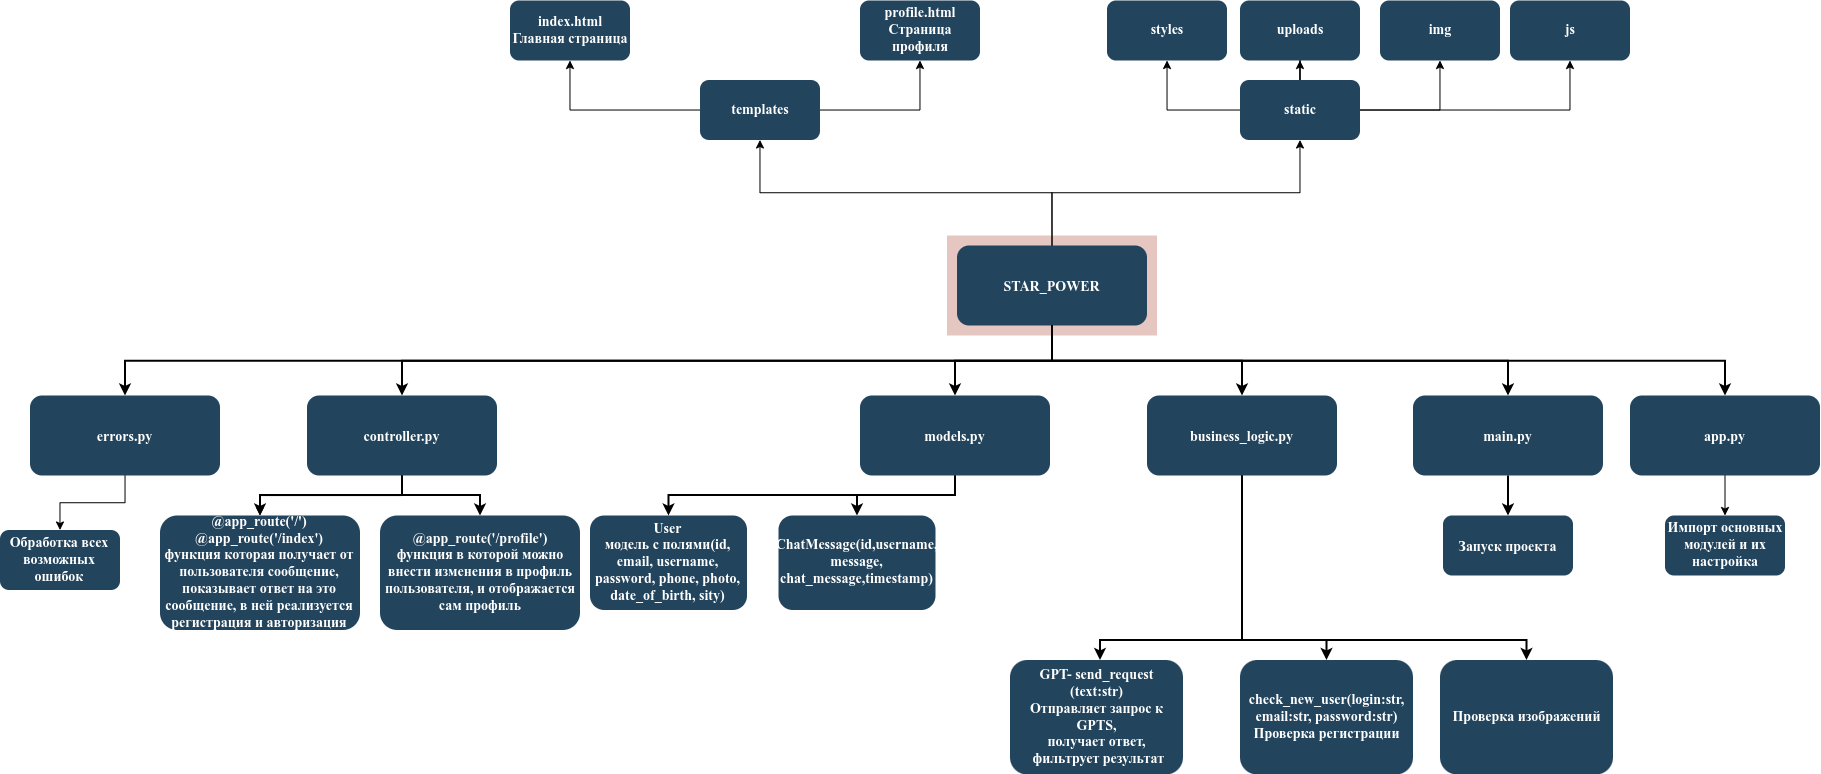 index.html
Главная страница
profile.html
Страница
профиля
styles
uploads
img
js
templates
static
STAR_POWER
errors.py
controller.py
models.py
business_logic.py
main.py
app.py
Обработка всех
возможных
ошибок
@app_route('/')
@app_route('/index')
функция которая получает от
пользователя сообщение,
показывает ответ на это
сообщение, в ней реализуется
регистрация и авторизация
@app_route('/profile')
функция в которой можно
внести изменения в профиль
пользователя, и отображается
сам профиль
User
модель с полями(id,
email, username,
password, phone, photo,
date_of_birth, sity)
ChatMessage(id,username,
message,
chat_message,timestamp)
Запуск проекта
Импорт основных
модулей и их
настройка
GPT- send_request
(text:str)
Отправляет запрос к
GPTS,
получает ответ,
фильтрует результат
check_new_user(login:str,
email:str, password:str)
Проверка регистрации
Проверка изображений